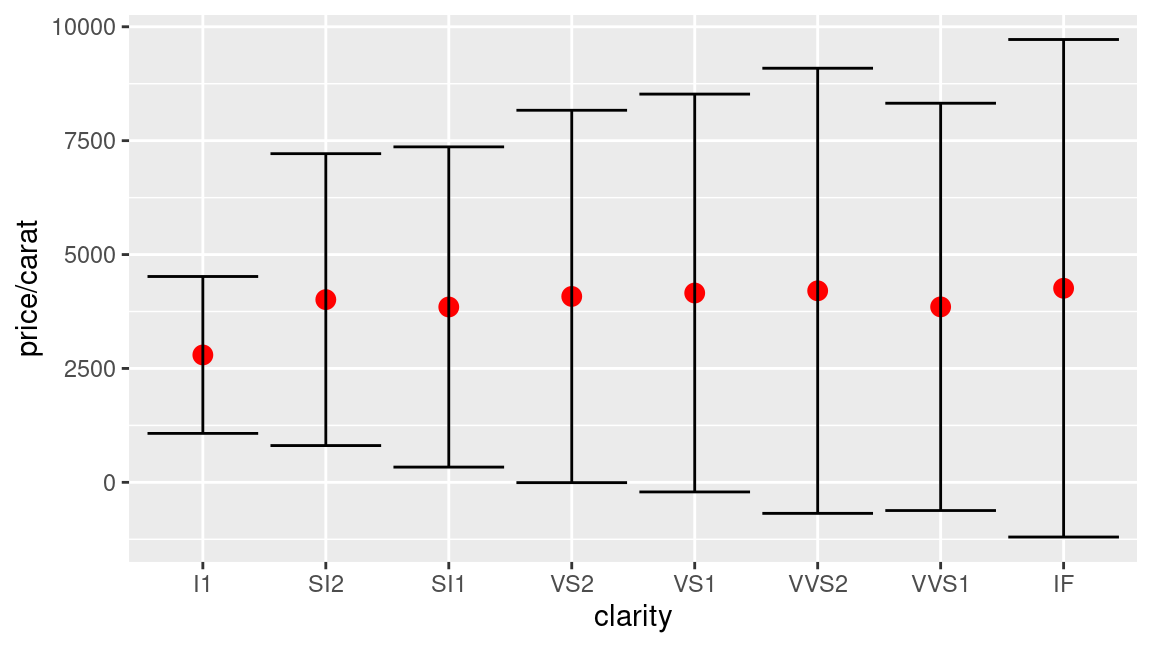 10000
7500
5000
2500
0
price/carat
I1 SI2 SI1 VS2 VS1 VVS2 VVS1 IF
clarity